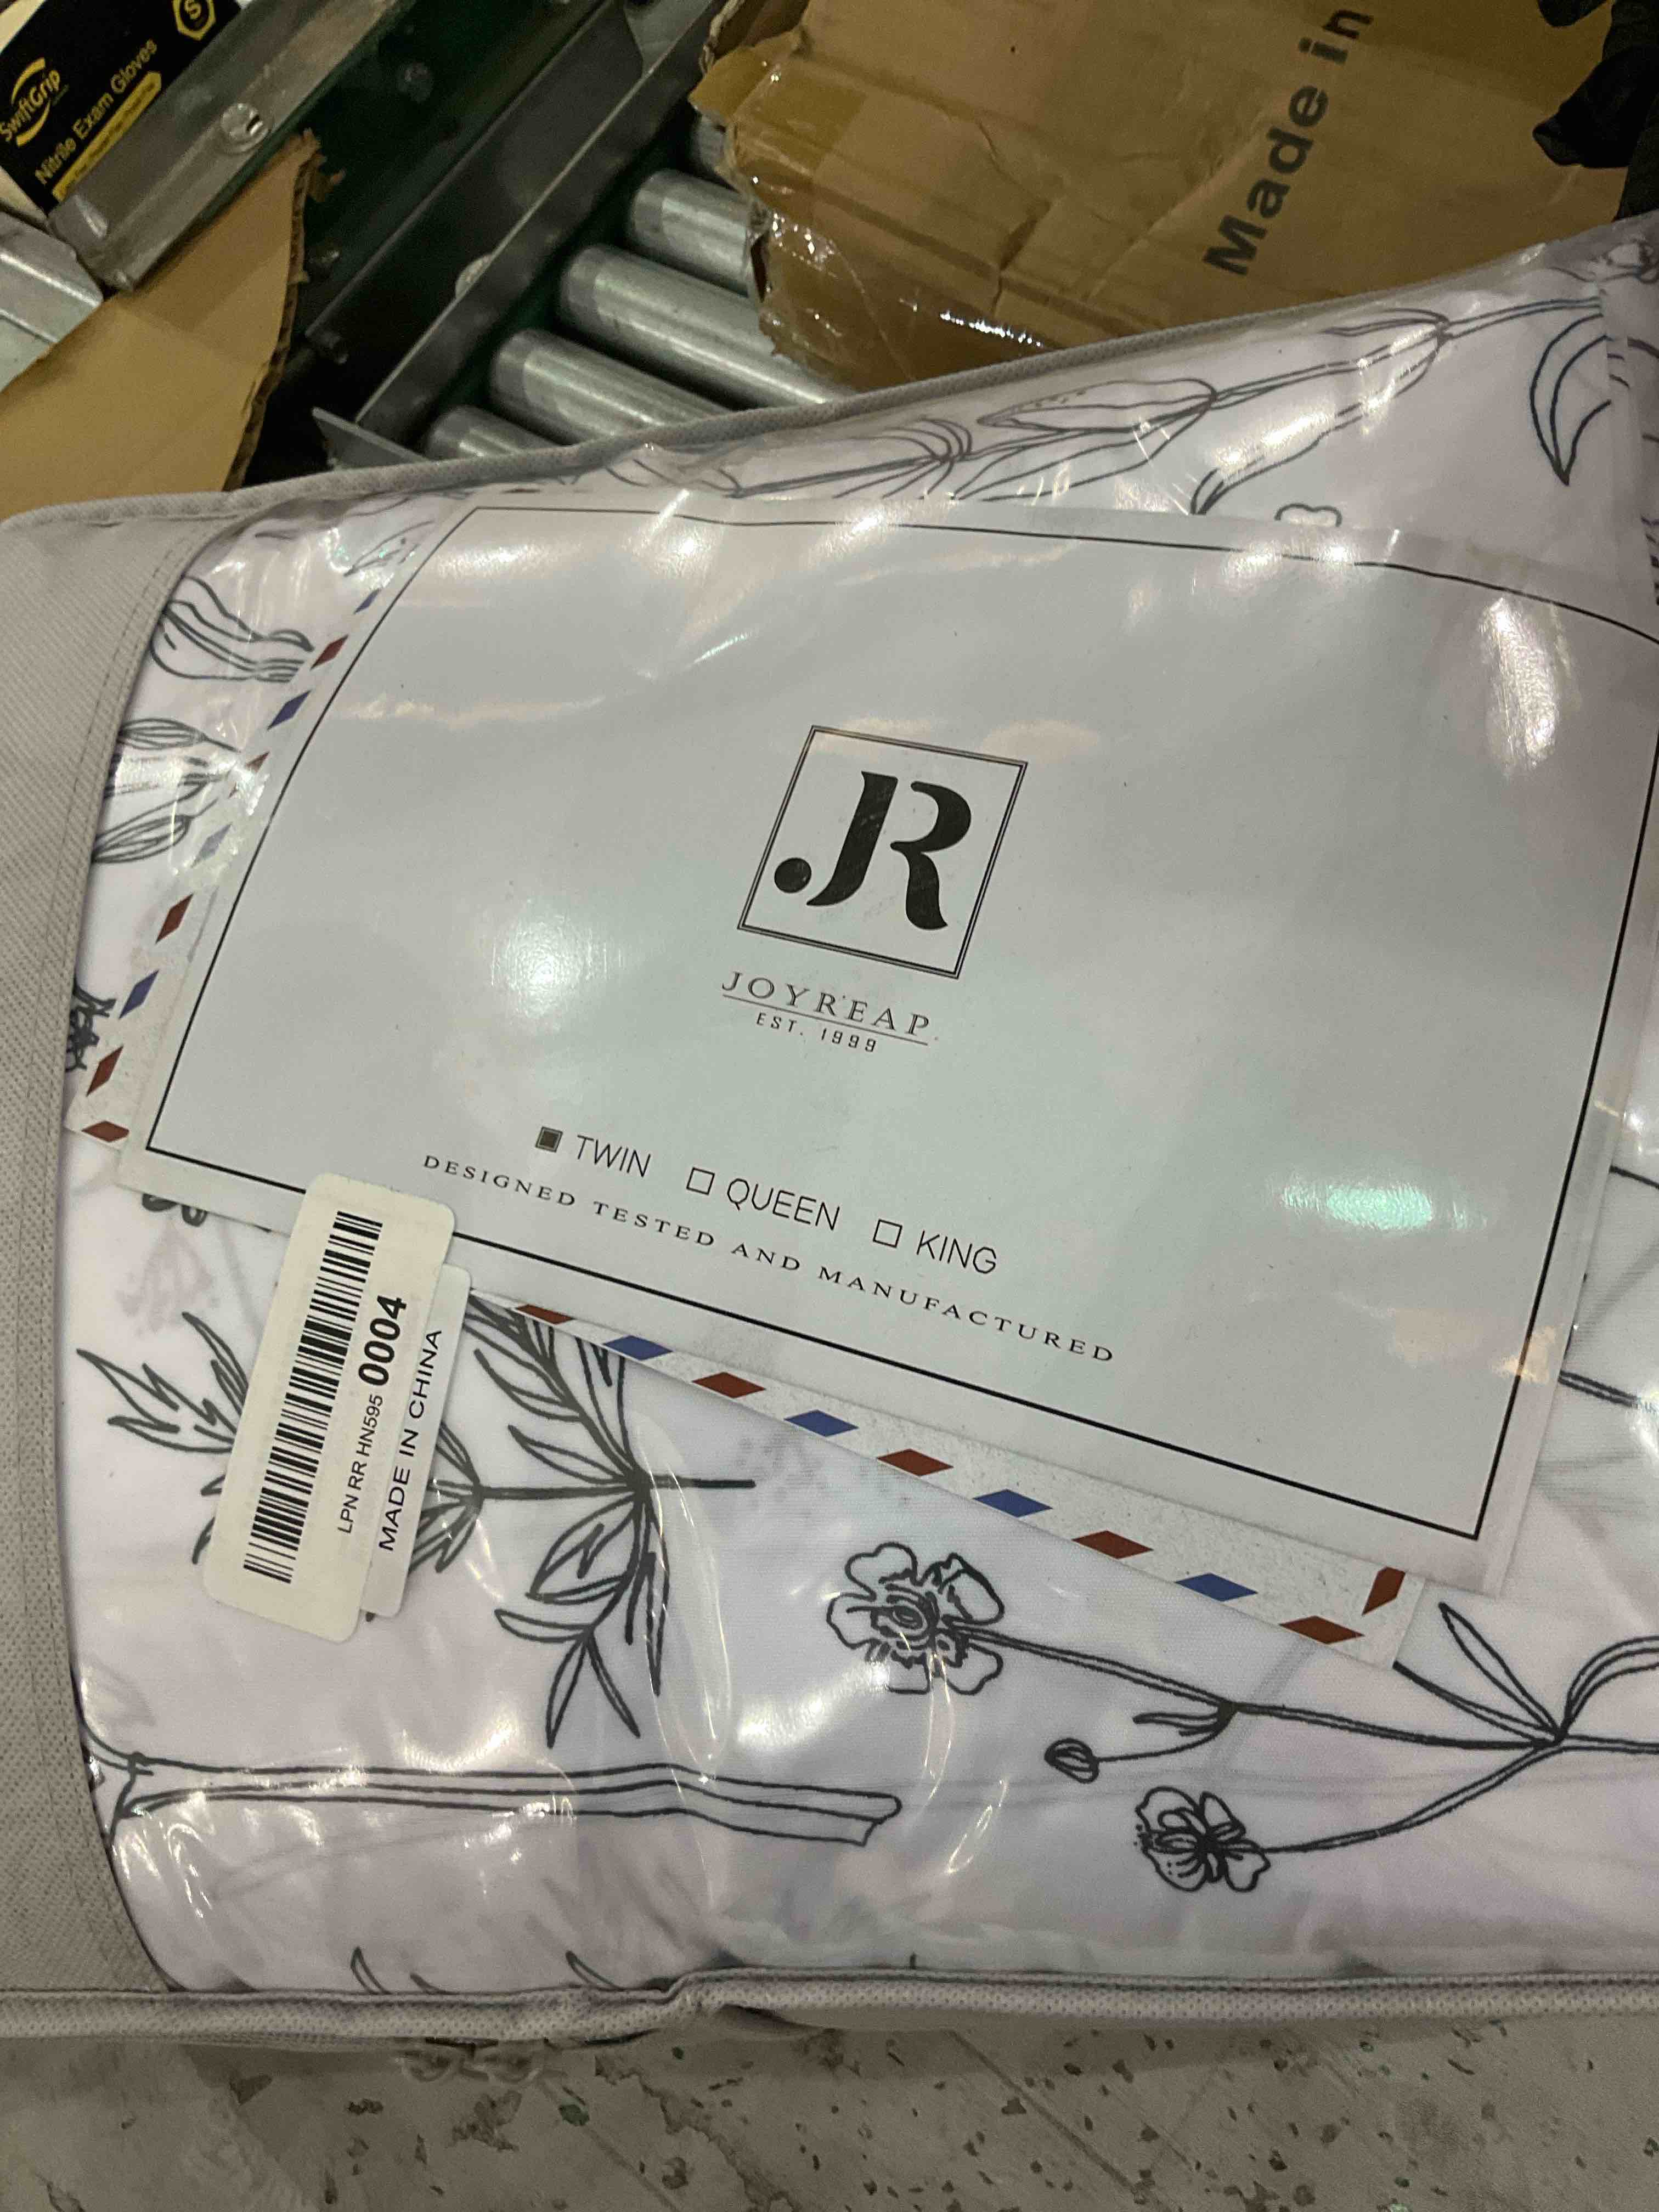 S
SwiftGrip
Nitrile Exam Gloves
Made in
JR
JOYREAP
EST. 1999
TWIN QUEEN KING
DESIGNED TESTED AND MANUFACTURED
LPN RR HN595 0004
MADE IN CHINA